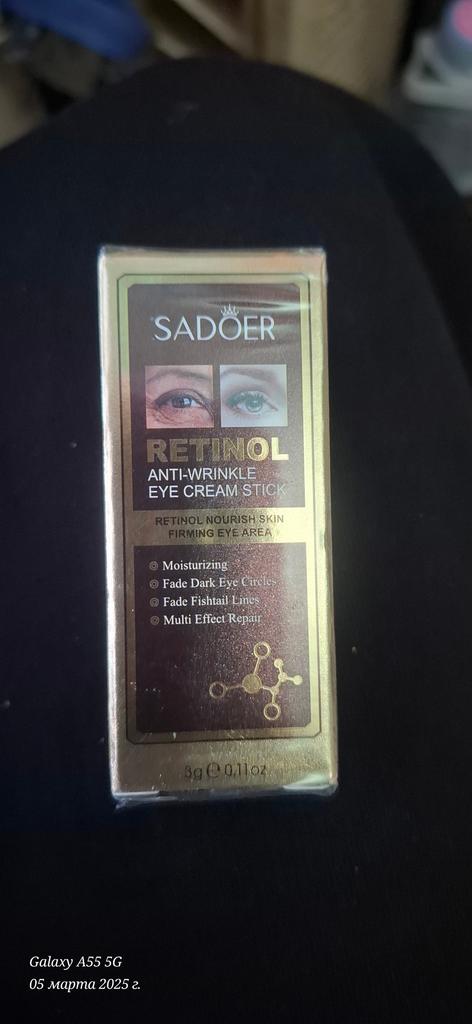 SADOER
RETINOL
ANTI-WRINKLE
EYE CREAM STICK
RETINOL NOURISH SKIN
FIRMING EYE AREA
Moisturizing
Fade Dark Eye Circles
Fade Fishtail Lines
Multi Effect Repair
3g ℮ 0.11oz
Galaxy A55 5G
05 марта 2025 г.